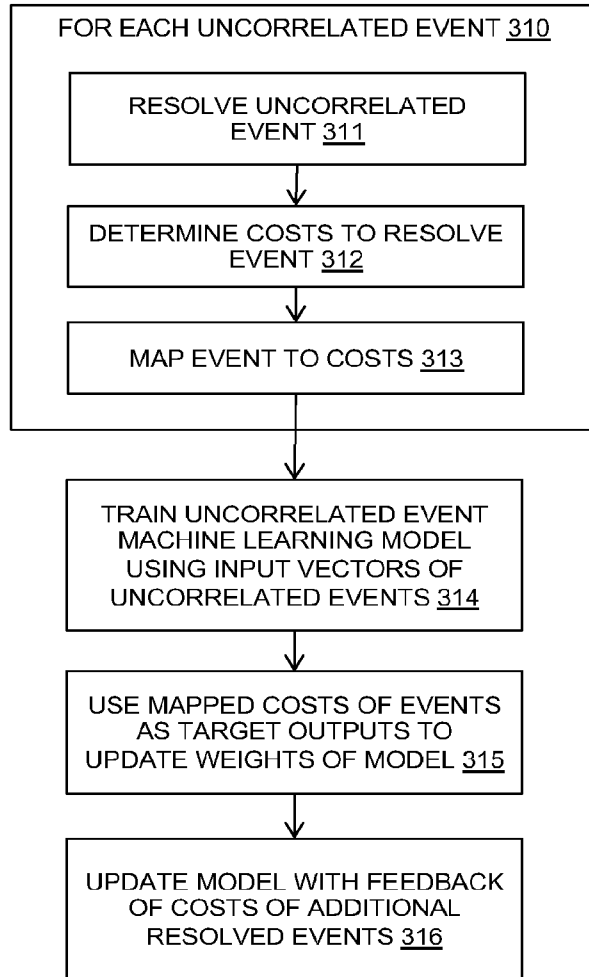 FOR EACH UNCORRELATED EVENT 310
RESOLVE UNCORRELATED
EVENT 311
DETERMINE COSTS TO RESOLVE
EVENT 312
MAP EVENT TO COSTS 313
TRAIN UNCORRELATED EVENT
MACHINE LEARNING MODEL
USING INPUT VECTORS OF
UNCORRELATED EVENTS 314
USE MAPPED COSTS OF EVENTS
AS TARGET OUTPUTS TO
UPDATE WEIGHTS OF MODEL 315
UPDATE MODEL WITH FEEDBACK
OF COSTS OF ADDITIONAL
RESOLVED EVENTS 316